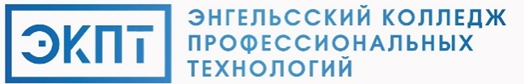 ЭКПТ
ЭНГЕЛЬССКИЙ КОЛЛЕДЖ
ПРОФЕССИОНАЛЬНЫХ
ТЕХНОЛОГИЙ